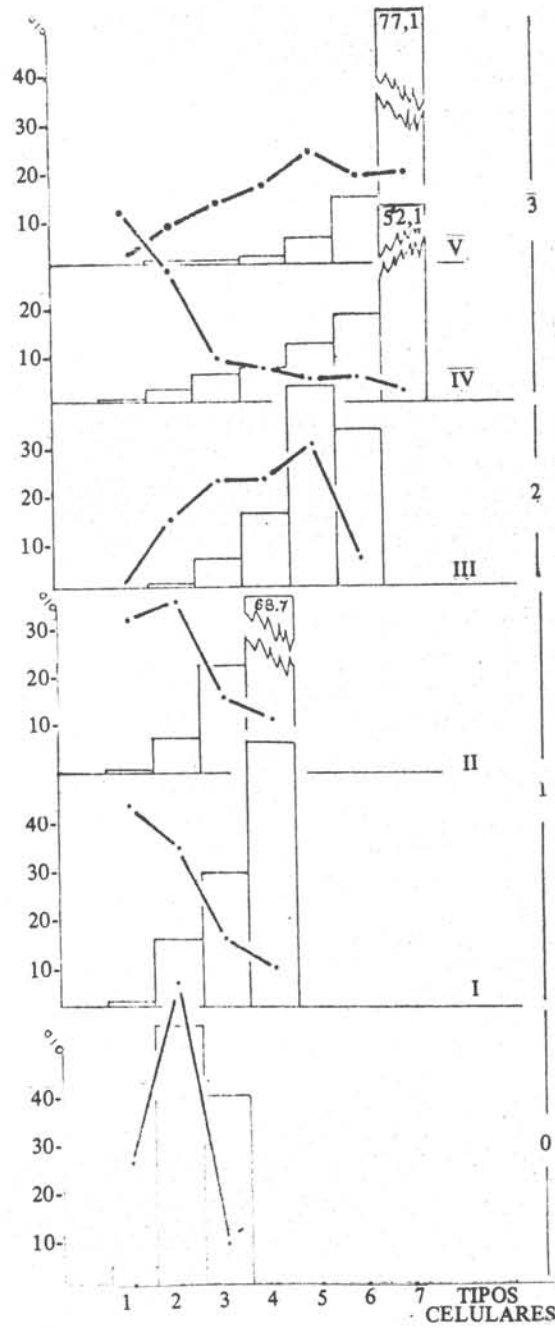 o/o
77,1
40-
30-
20-
10-
3
V
52,1
20-
10-
IV
30-
20-
10-
2
III
o/o
68.7
30-
20-
10-
II
1
40-
30-
20-
10-
I
o/o
40-
30-
20-
10-
0
1 2 3 4 5 6 7 TIPOS
CELULARES